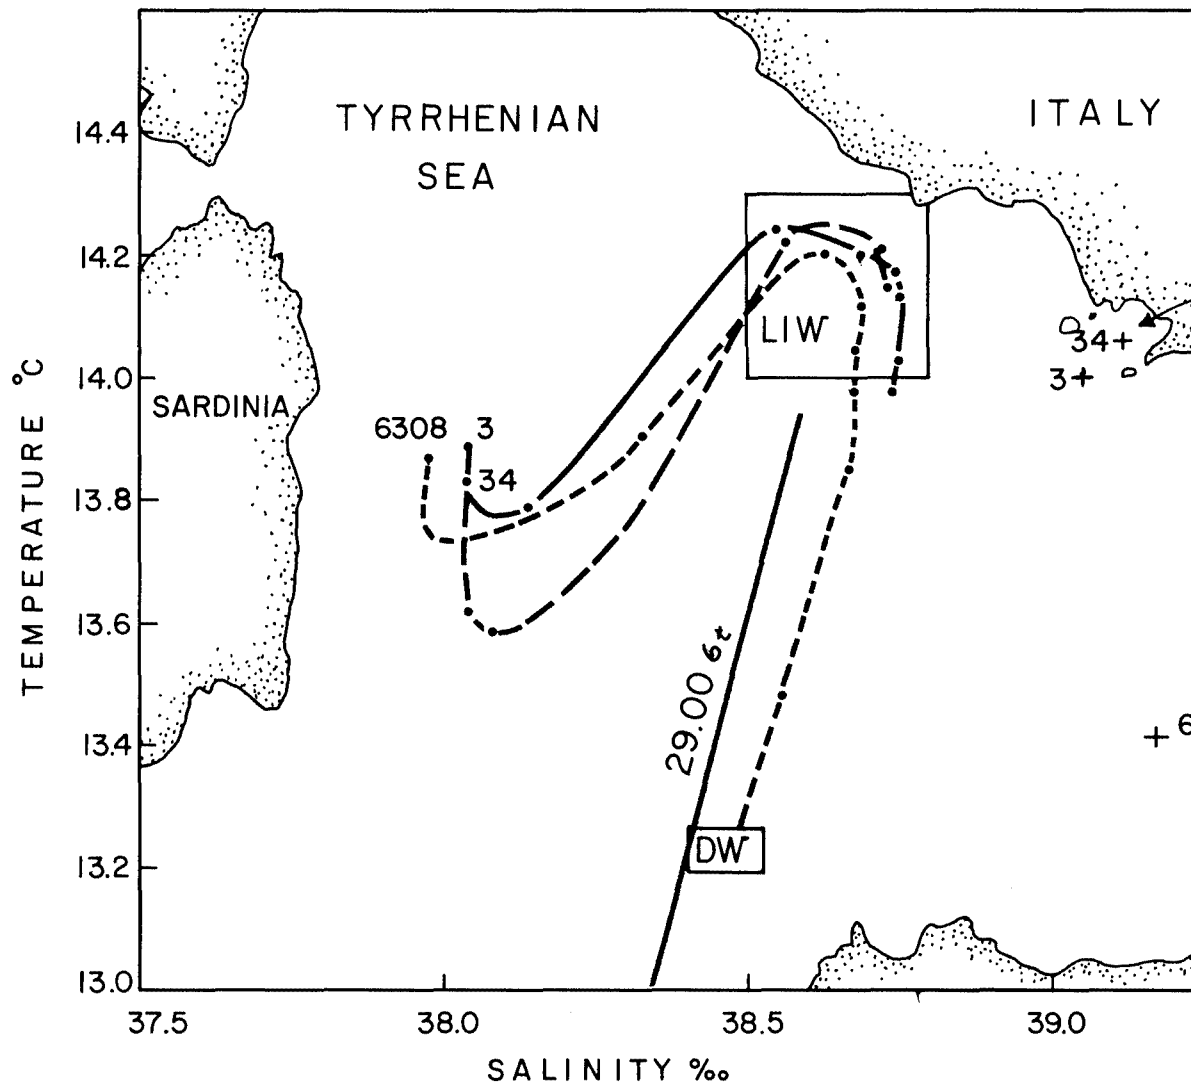 TYRRHENIAN
SEA
ITALY
14.4
14.2
LIW
34+
3+
14.0
SARDINIA
6308
3
34
13.8
13.6
29.00 σt
+ 6
13.4
DW
13.2
13.0
37.5
38.0
38.5
39.0
TEMPERATURE °C
SALINITY ‰